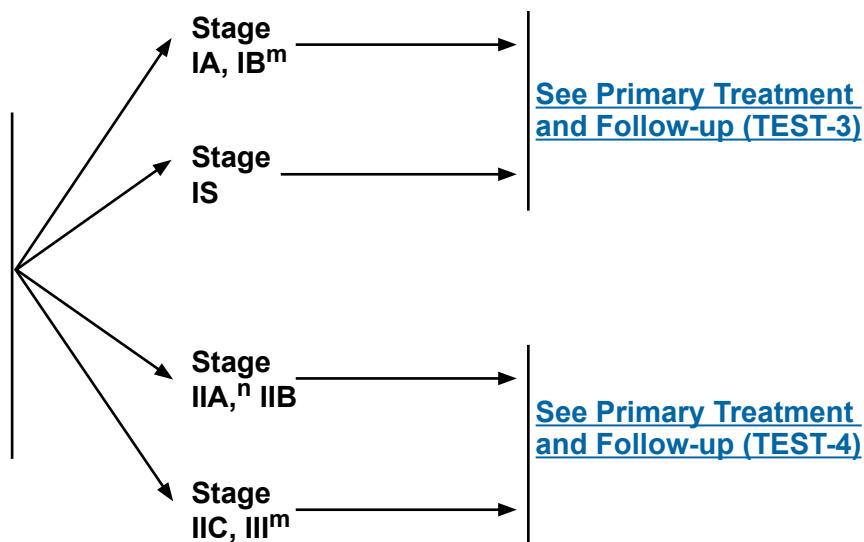 Stage
IA, IBm
See Primary Treatment
and Follow-up (TEST-3)
Stage
IS
Stage
IIA,n IIB
See Primary Treatment
and Follow-up (TEST-4)
Stage
IIC, IIIm